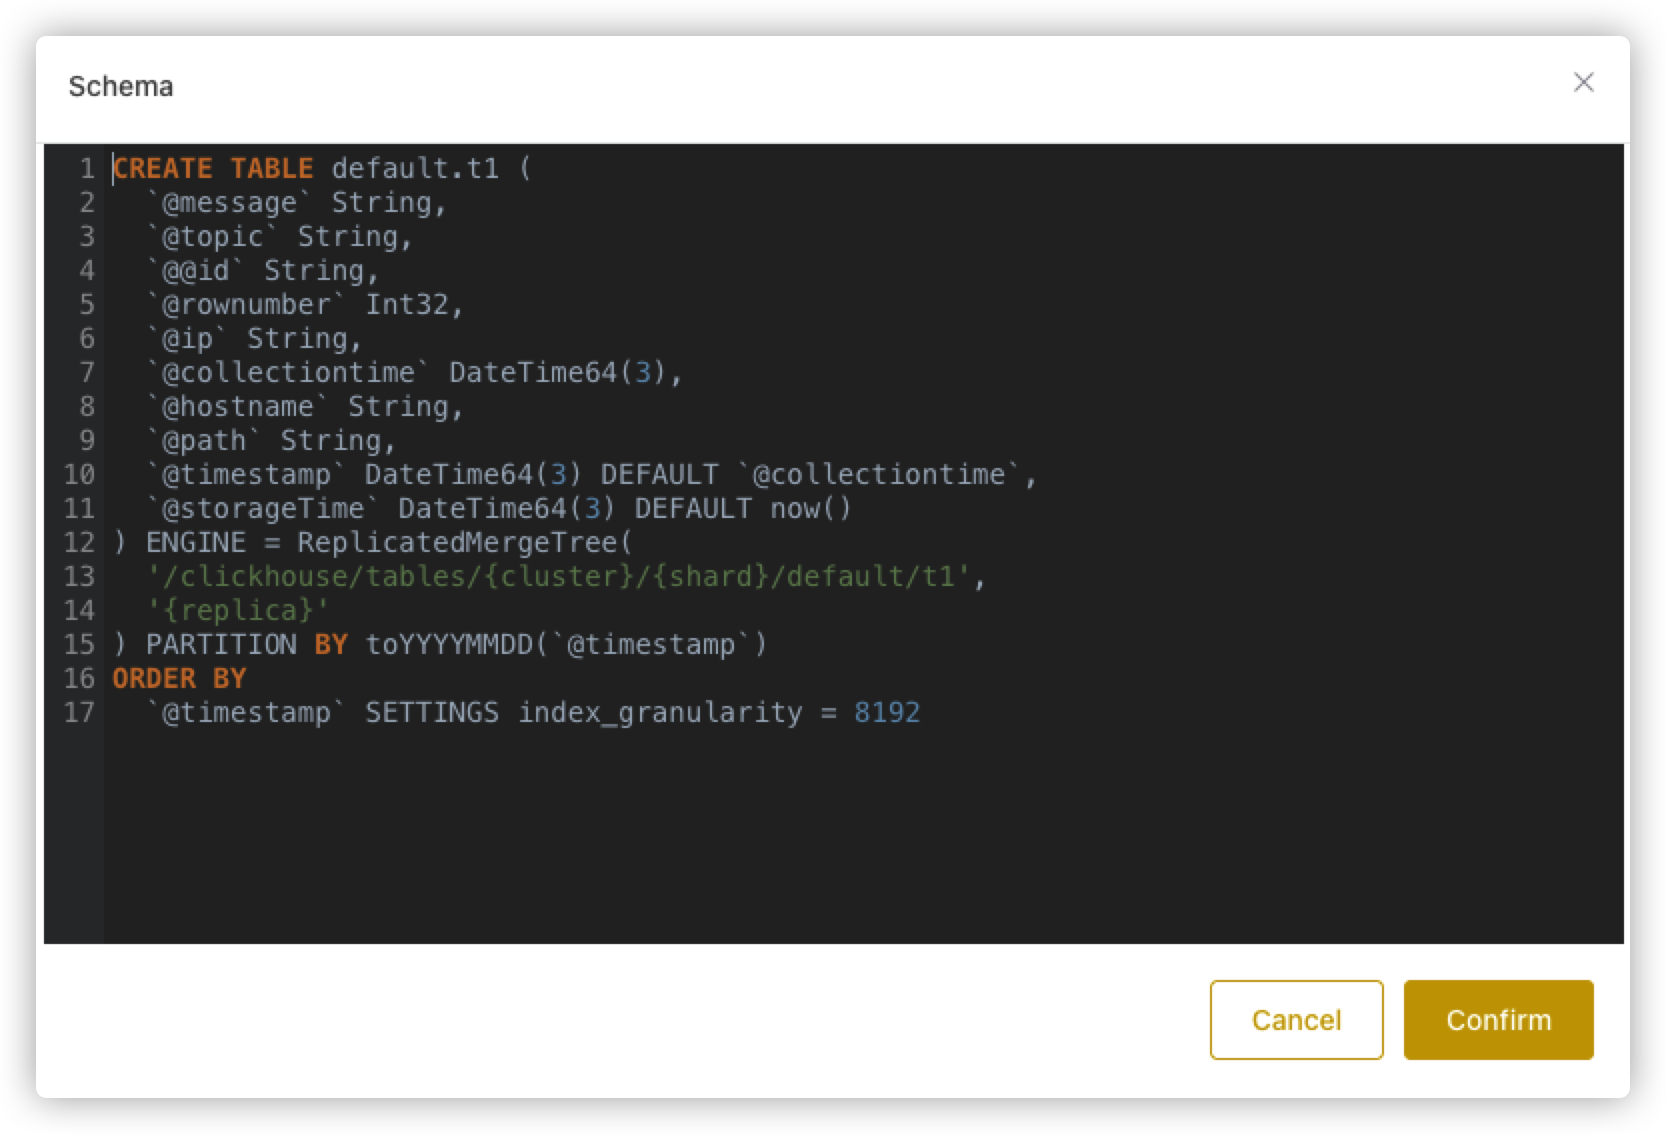 Schema
1 CREATE TABLE default.t1 (
2   `@message` String,
3   `@topic` String,
4   `@@id` String,
5   `@rownumber` Int32,
6   `@ip` String,
7   `@collectiontime` DateTime64(3),
8   `@hostname` String,
9   `@path` String,
10   `@timestamp` DateTime64(3) DEFAULT `@collectiontime`,
11   `@storageTime` DateTime64(3) DEFAULT now()
12 ) ENGINE = ReplicatedMergeTree(
13   '/clickhouse/tables/{cluster}/{shard}/default/t1',
14   '{replica}'
15 ) PARTITION BY toYYYYMMDD(`@timestamp`)
16 ORDER BY
17   `@timestamp` SETTINGS index_granularity = 8192
Cancel Confirm